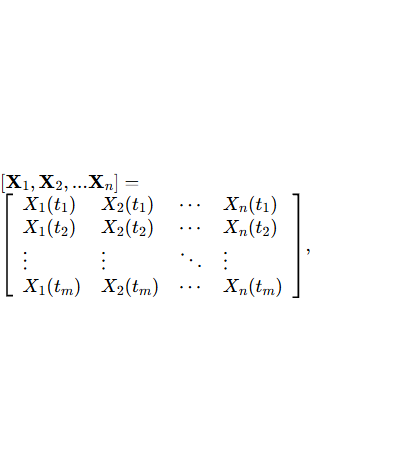 [X₁, X₂, ...Xₙ] =
[ X₁(t₁) X₂(t₁) ⋯ Xₙ(t₁)
X₁(t₂) X₂(t₂) ⋯ Xₙ(t₂)
⋮ ⋮ ⋱ ⋮
X₁(tₘ) X₂(tₘ) ⋯ Xₙ(tₘ) ],